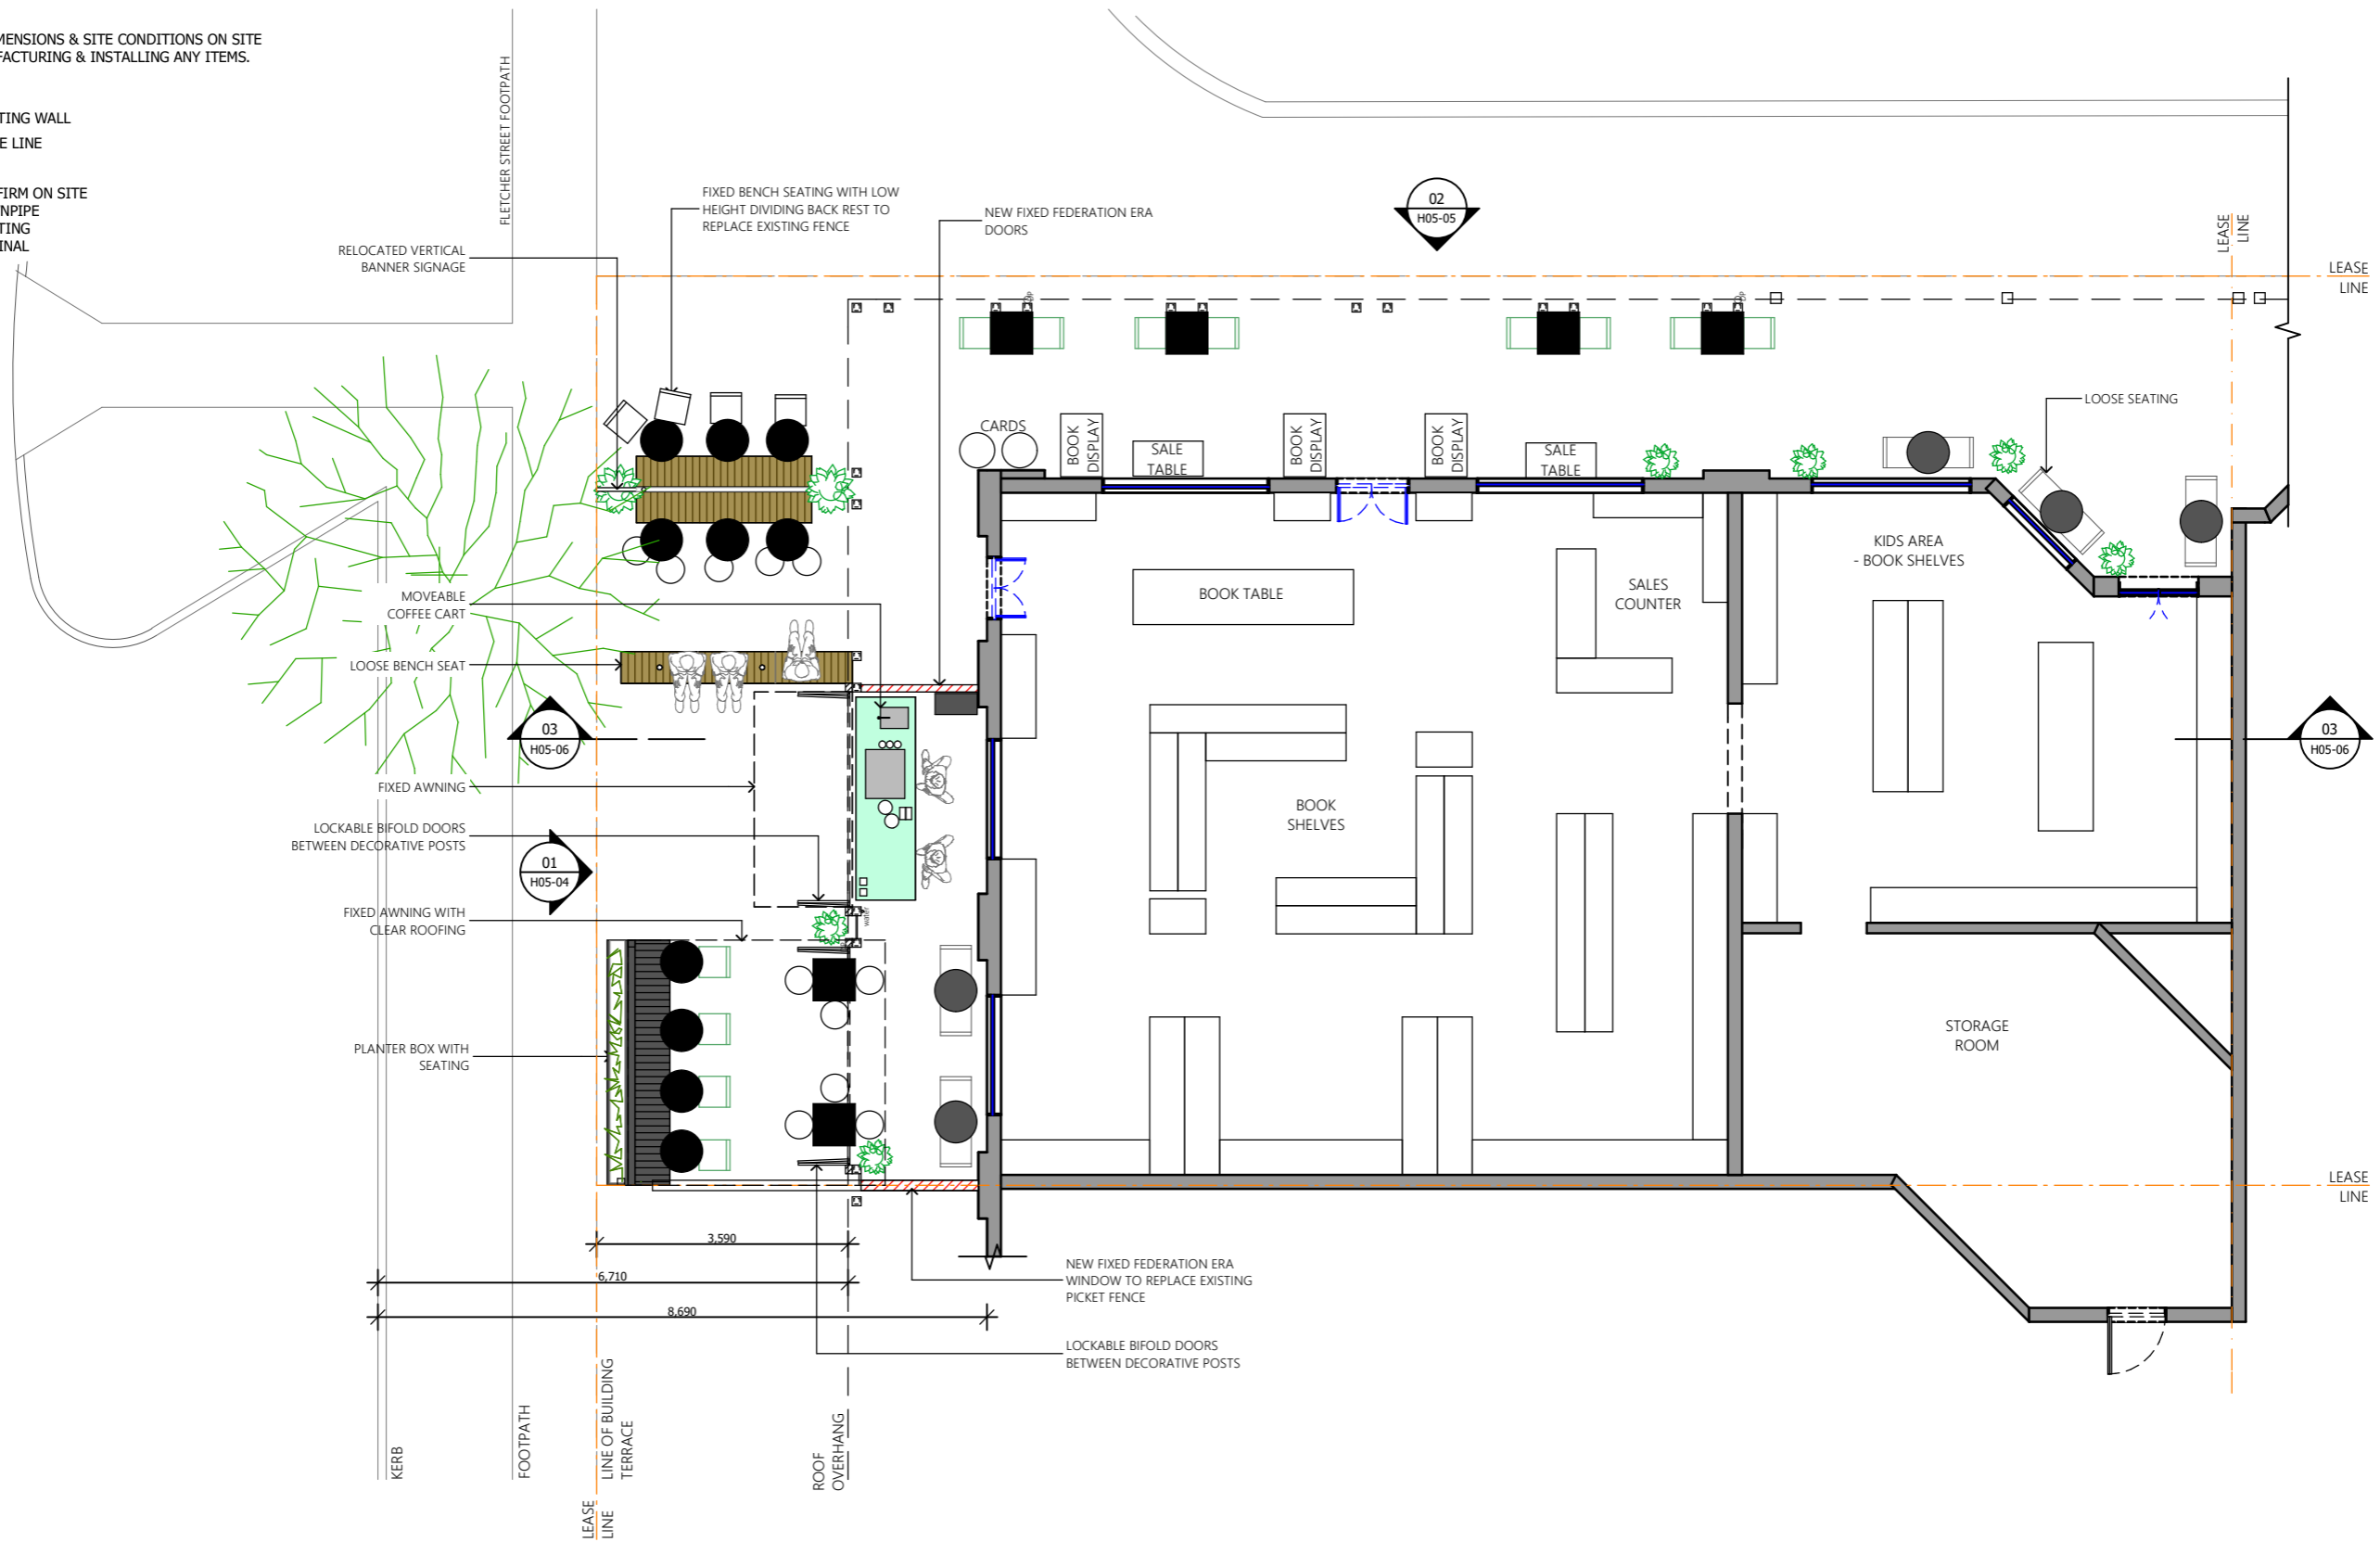 MENSIONS & SITE CONDITIONS ON SITE
FACTURING & INSTALLING ANY ITEMS.
TING WALL
E LINE
FIRM ON SITE
NPIPE
TING
INAL
FLETCHER STREET FOOTPATH
FIXED BENCH SEATING WITH LOW
HEIGHT DIVIDING BACK REST TO
REPLACE EXISTING FENCE
NEW FIXED FEDERATION ERA
DOORS
02
H05-05
LEASE
LINE
LEASE
LINE
RELOCATED VERTICAL
BANNER SIGNAGE
DP
DP
LOOSE SEATING
CARDS
BOOK
DISPLAY
SALE
TABLE
BOOK
DISPLAY
BOOK
DISPLAY
SALE
TABLE
KIDS AREA
- BOOK SHELVES
BOOK TABLE
SALES
COUNTER
MOVEABLE
COFFEE CART
LOOSE BENCH SEAT
03
H05-06
03
H05-06
FIXED AWNING
BOOK
SHELVES
LOCKABLE BIFOLD DOORS
BETWEEN DECORATIVE POSTS
01
H05-04
FIXED AWNING WITH
CLEAR ROOFING
water
STORAGE
ROOM
PLANTER BOX WITH
SEATING
LEASE
LINE
3,590
6,710
8,690
NEW FIXED FEDERATION ERA
WINDOW TO REPLACE EXISTING
PICKET FENCE
LOCKABLE BIFOLD DOORS
BETWEEN DECORATIVE POSTS
KERB
FOOTPATH
LINE OF BUILDING
TERRACE
ROOF
OVERHANG
LEASE
LINE